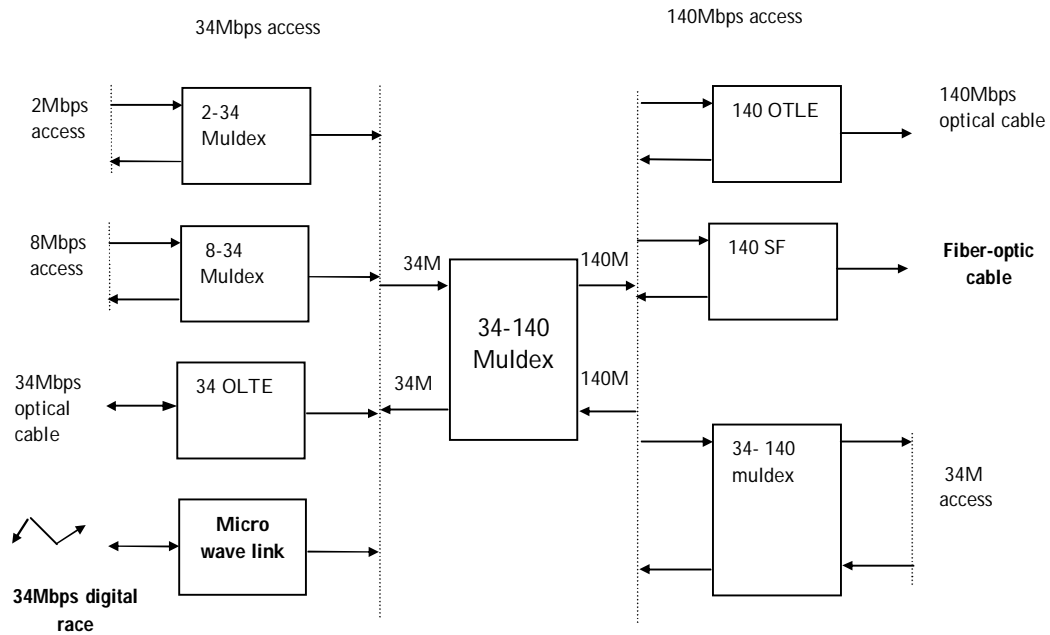 34Mbps access
140Mbps access
2Mbps
access
2-34
Muldex
8Mbps
access
8-34
Muldex
34Mbps
optical
cable
34 OLTE
Micro
wave link
34Mbps digital
race
34M
34M
34-140
Muldex
140M
140M
140 OTLE
140Mbps
optical cable
140 SF
Fiber-optic
cable
34- 140
muldex
34M
access